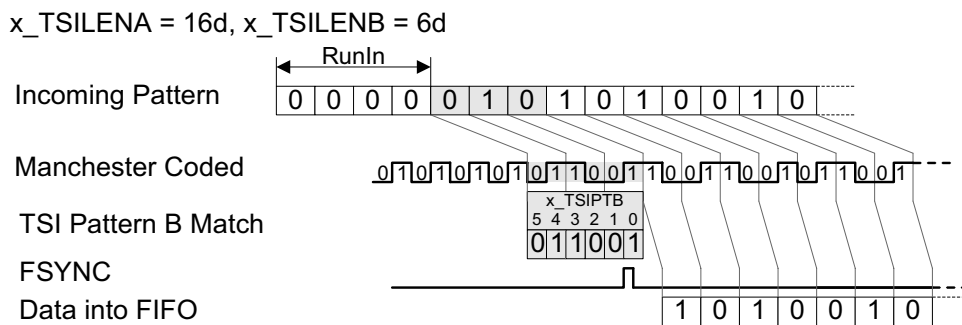 x_TSILENA = 16d, x_TSILENB = 6d
RunIn
Incoming Pattern 0 0 0 0 0 1 0 1 0 1 0 0 1 0
Manchester Coded 0 1 0 1 0 1 0 1 0 1 1 0 0 1 1 0 0 1 1 0 0 1 0 1 1 0 0 1
x_TSIPTB
TSI Pattern B Match 5 4 3 2 1 0
0 1 1 0 0 1
FSYNC
Data into FIFO 1 0 1 0 0 1 0